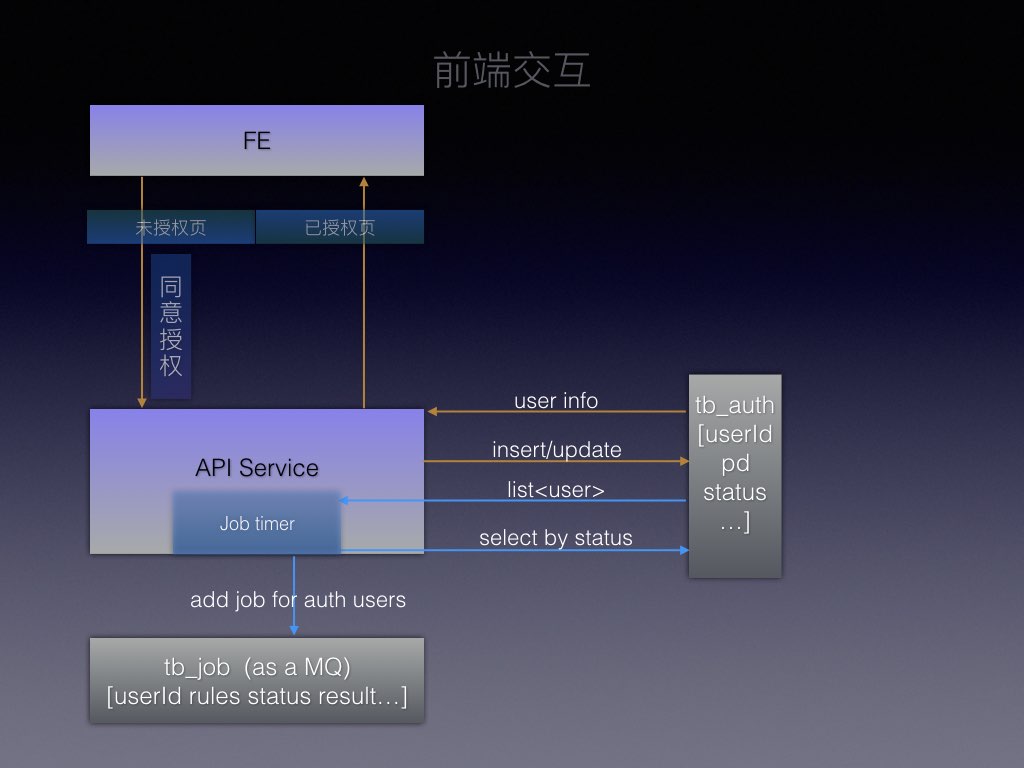 前端交互
FE
未授权页
已授权页
同意授权
user info
tb_auth
[userId
pd
status
…]
insert/update
API Service
list<user>
Job timer
select by status
add job for auth users
tb_job (as a MQ)
[userId rules status result…]